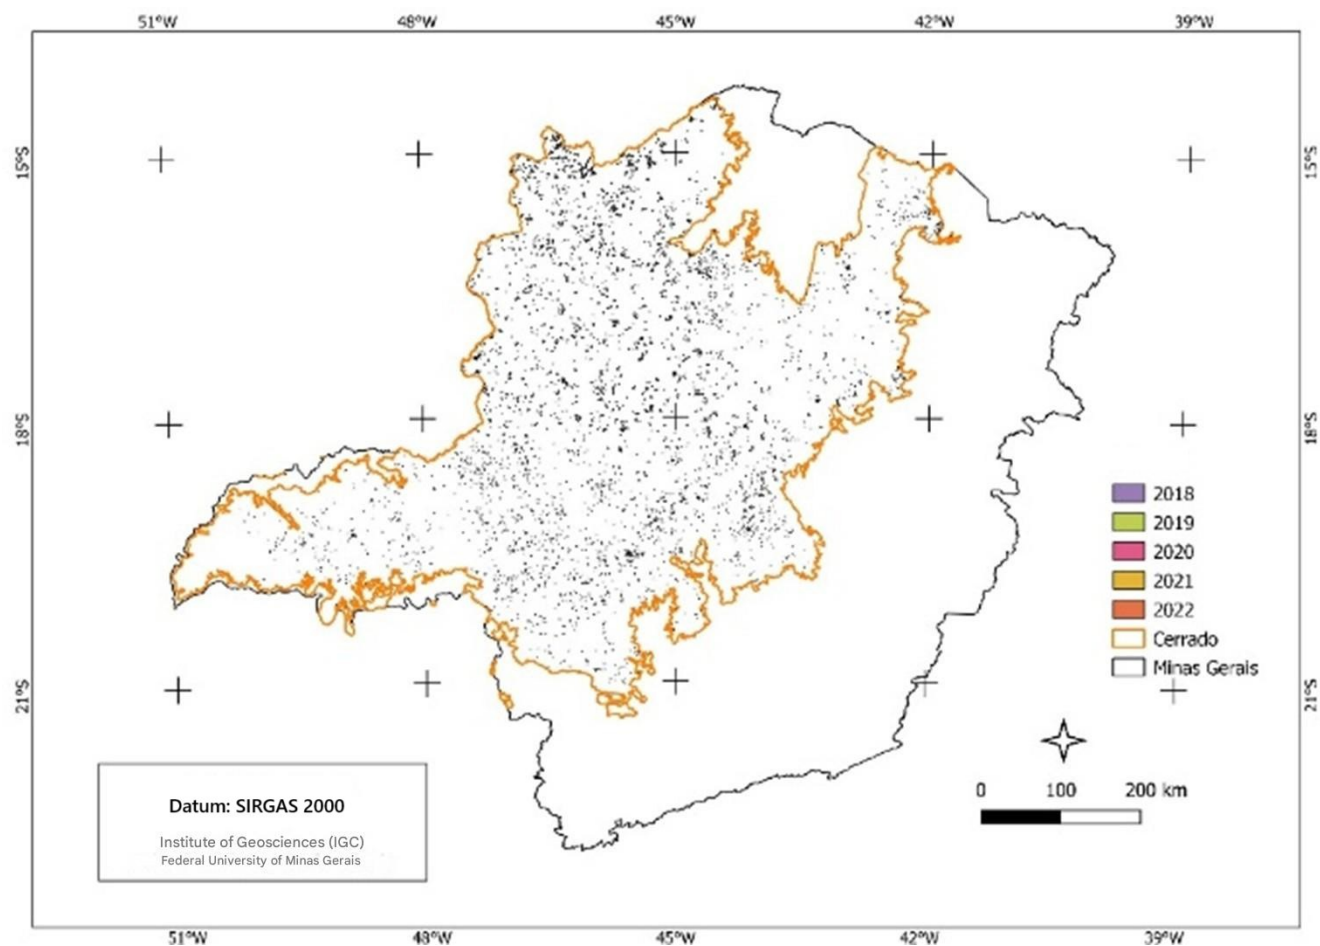 51°W 48°W 45°W 42°W 39°W
15°S 15°S
18°S 18°S
2018
2019
2020
2021
2022
Cerrado
Minas Gerais
21°S 21°S
0 100 200 km
Datum: SIRGAS 2000
Institute of Geosciences (IGC)
Federal University of Minas Gerais
51°W 48°W 45°W 42°W 39°W